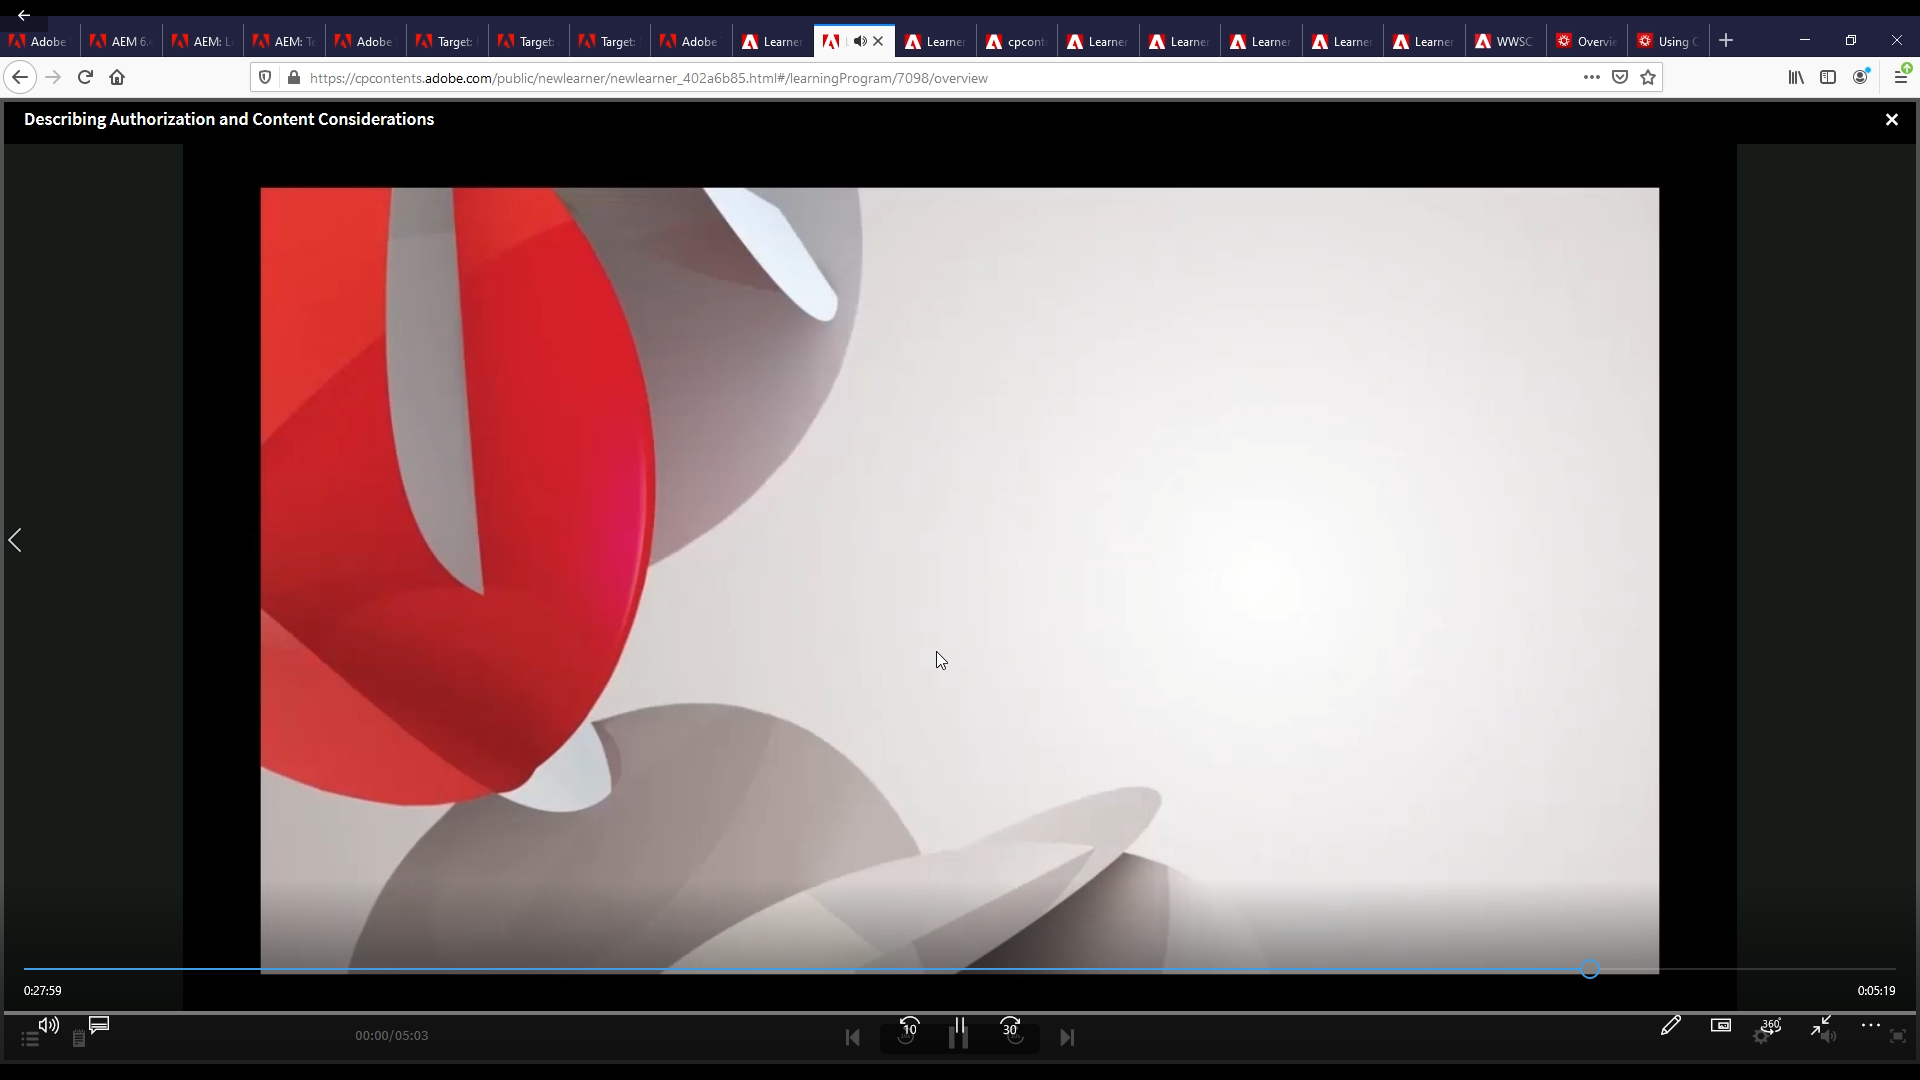 Adobe
AEM 6.
AEM: L
AEM: Te
Adobe
Target:
Target:
Target:
Adobe
Learner
L
Learner
cpcont
Learner
Learner
Learner
Learner
Learner
WWSC
Overvie
Using C
https://cpcontents.adobe.com/public/newlearner/newlearner_402a6b85.html#/learningProgram/7098/overview
Describing Authorization and Content Considerations
0:27:59
0:05:19
00:00/05:03
10
30
360°